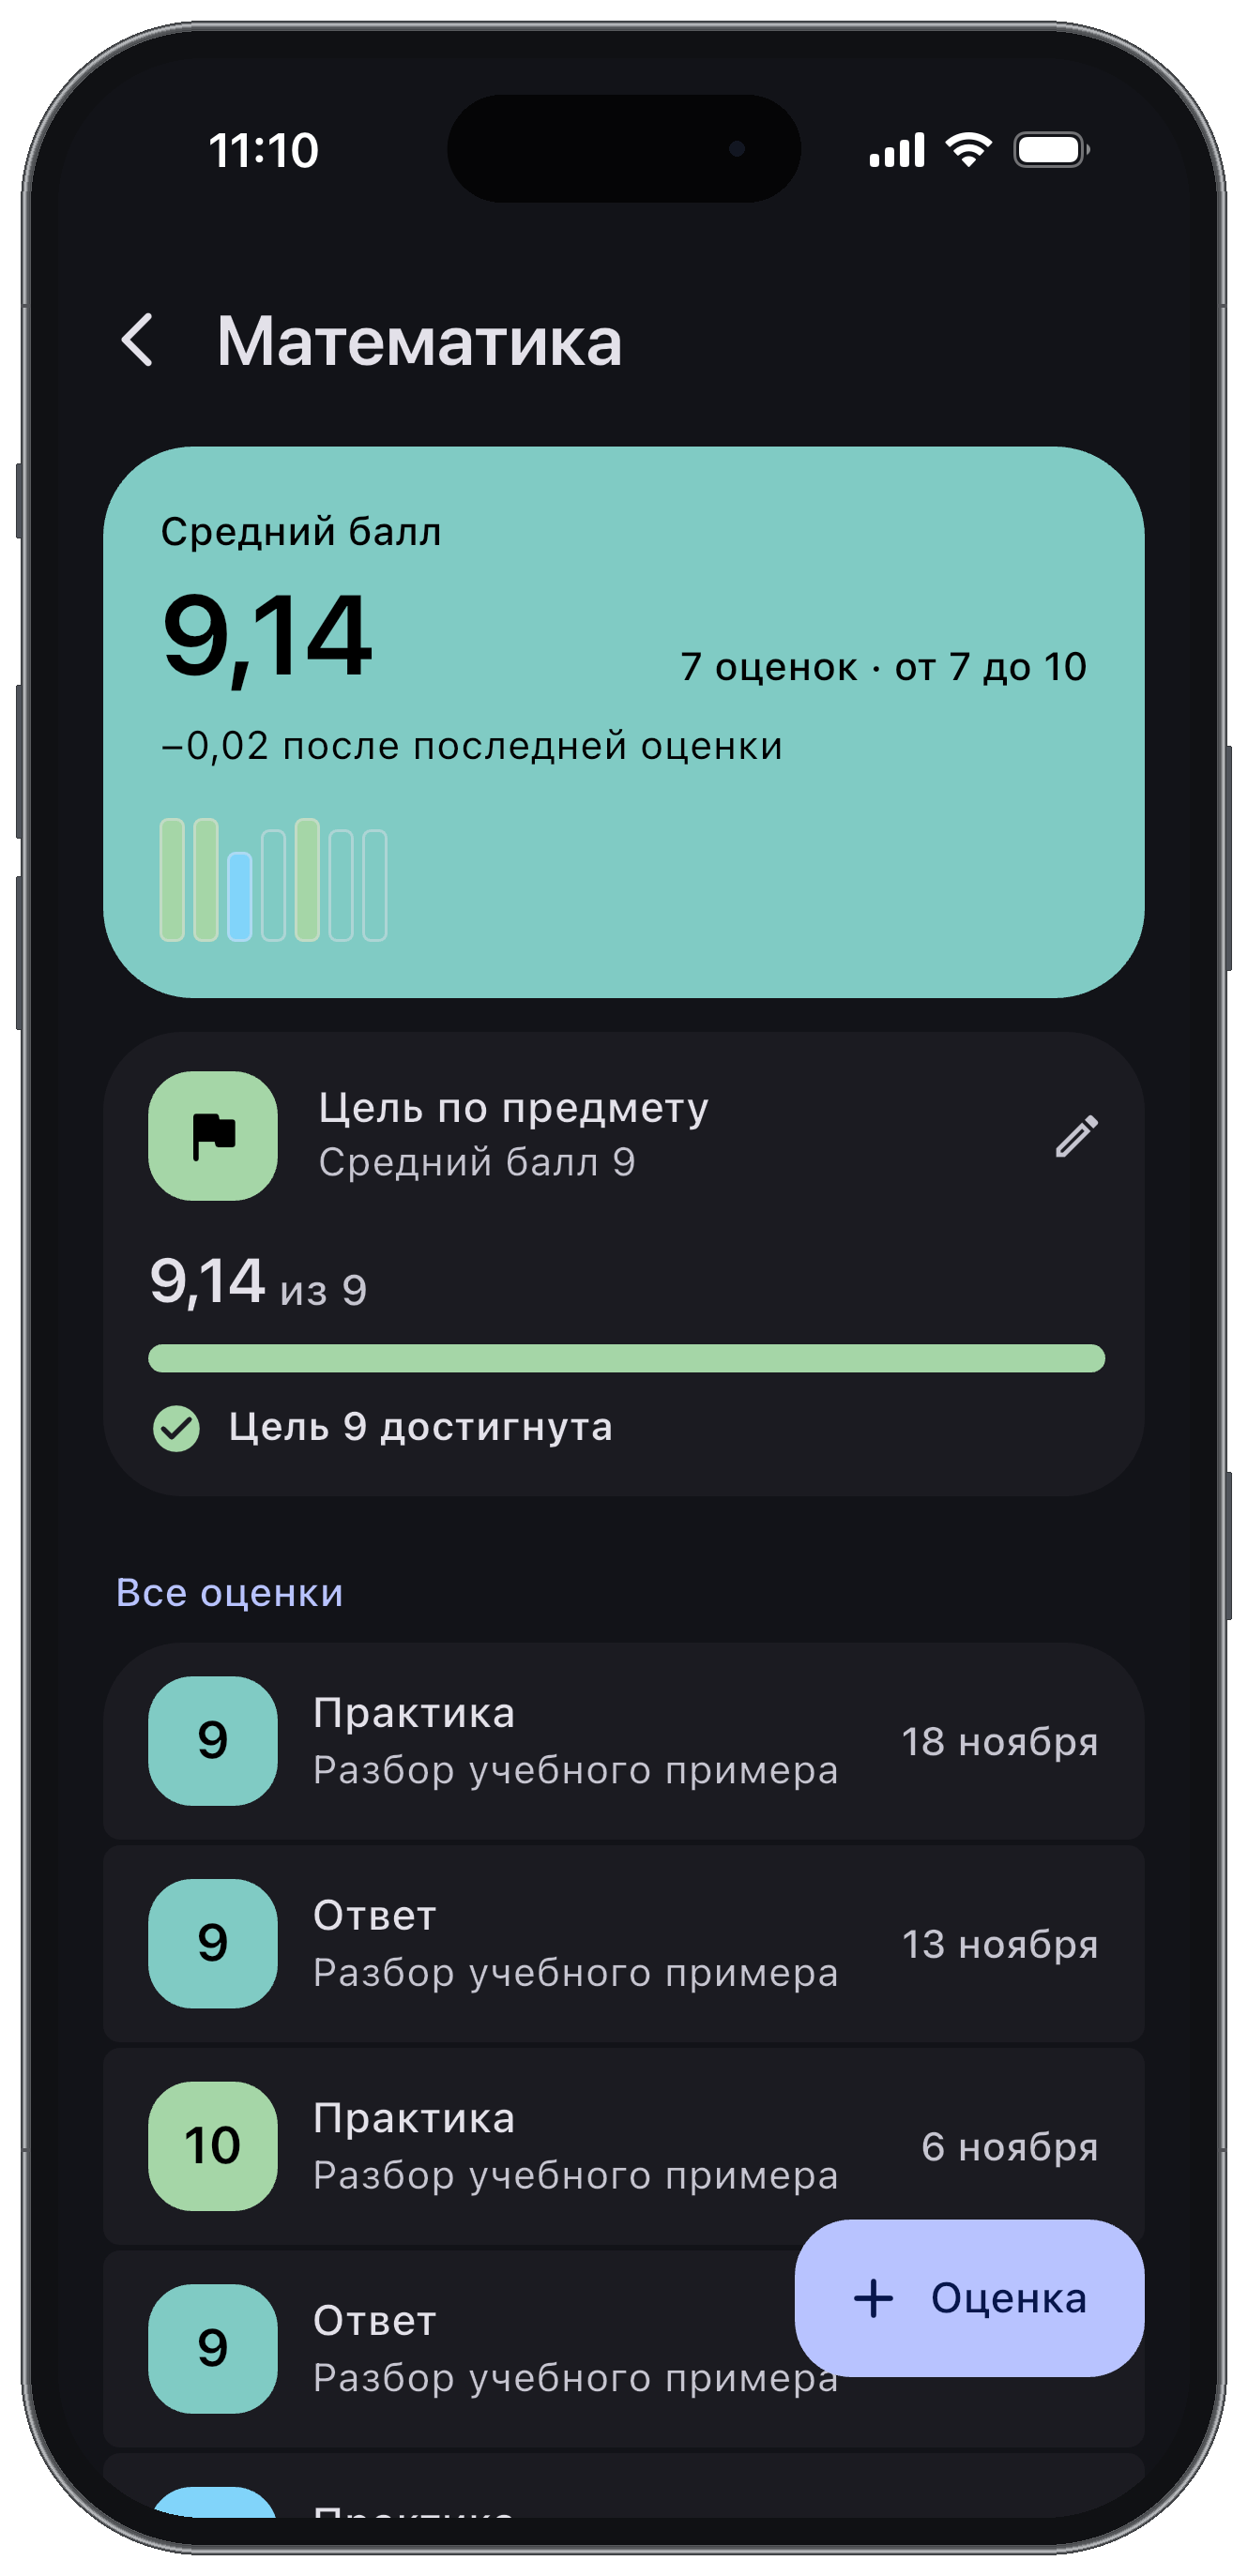 11:10
Математика
Средний балл
9,14
7 оценок · от 7 до 10
−0,02 после последней оценки
Цель по предмету
Средний балл 9
9,14 из 9
Цель 9 достигнута
Все оценки
9
Практика
Разбор учебного примера
18 ноября
9
Ответ
Разбор учебного примера
13 ноября
10
Практика
Разбор учебного примера
6 ноября
9
Ответ
Разбор учебного примера
+ Оценка
Практика